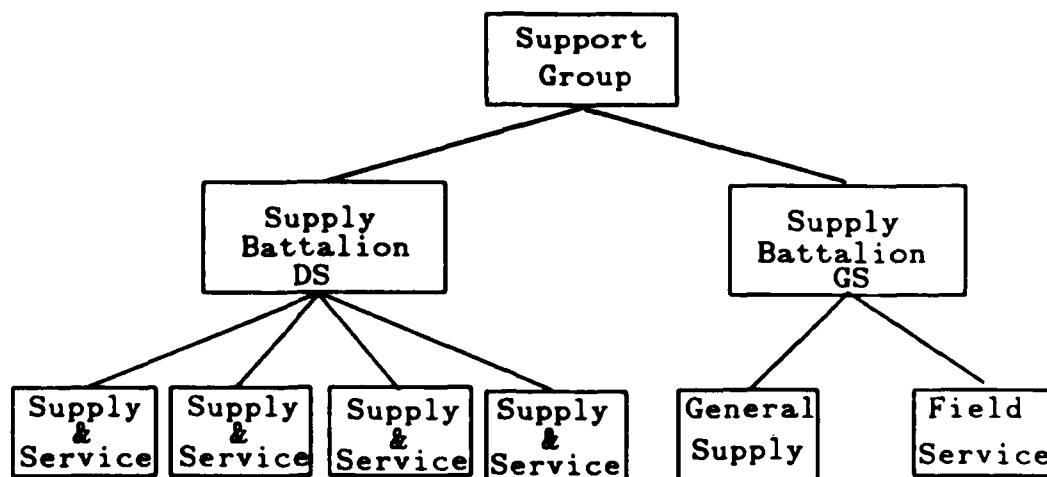 Support
Group
Supply
Battalion
DS
Supply
Battalion
GS
Supply
&
Service
Supply
&
Service
Supply
&
Service
Supply
&
Service
General
Supply
Field
Service